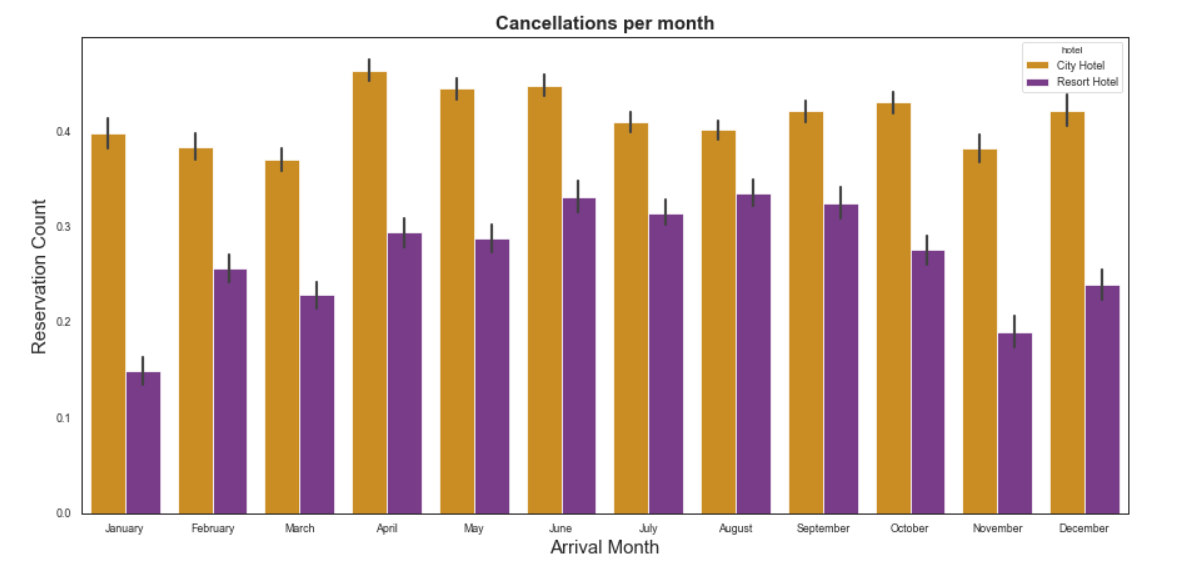 Cancellations per month
hotel
City Hotel
Resort Hotel
Reservation Count
0.4
0.3
0.2
0.1
0.0
January February March April May June July August September October November December
Arrival Month